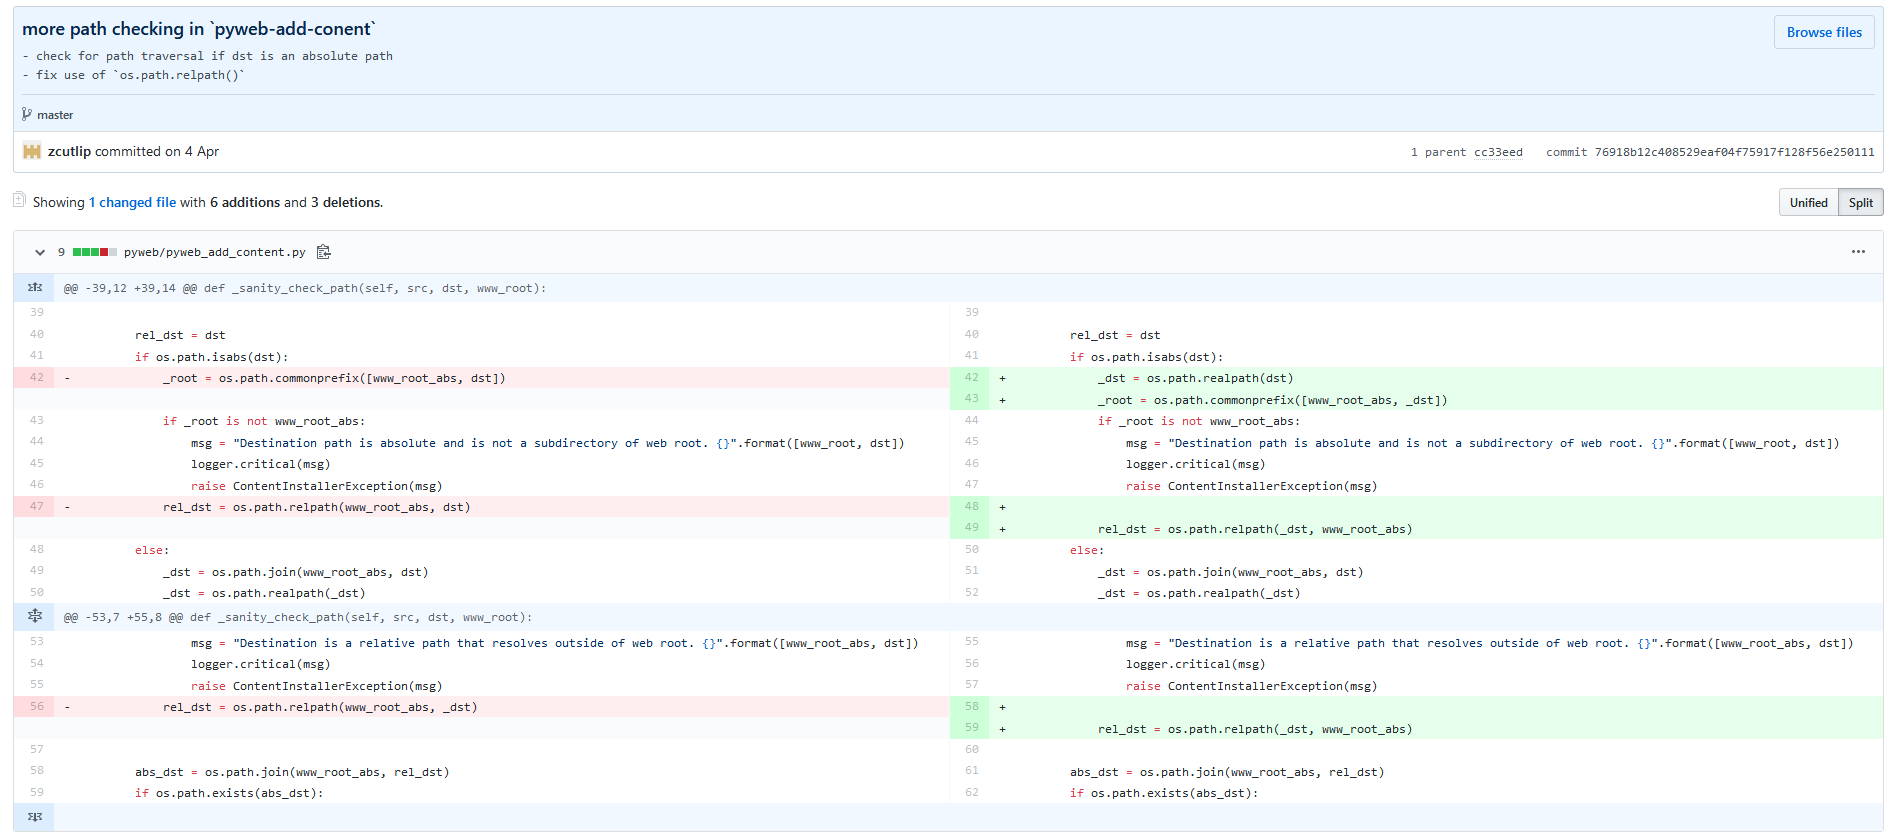 more path checking in `pyweb-add-conent`
Browse files
- check for path traversal if dst is an absolute path
- fix use of `os.path.relpath()`
master
zcutlip committed on 4 Apr
1 parent cc33eed commit 76918b12c408529eaf04f75917f128f56e250111
Showing 1 changed file with 6 additions and 3 deletions.
Unified Split
9 pyweb/pyweb_add_content.py
@@ -39,12 +39,14 @@ def _sanity_check_path(self, src, dst, www_root):
39 39
40 rel_dst = dst 40 rel_dst = dst
41 if os.path.isabs(dst): 41 if os.path.isabs(dst):
42 - _root = os.path.commonprefix([www_root_abs, dst]) 42 + _dst = os.path.realpath(dst)
43 + _root = os.path.commonprefix([www_root_abs, _dst])
43 if _root is not www_root_abs: 44 if _root is not www_root_abs:
44 msg = "Destination path is absolute and is not a subdirectory of web root. {}".format([www_root, dst]) 45 msg = "Destination path is absolute and is not a subdirectory of web root. {}".format([www_root, dst])
45 logger.critical(msg) 46 logger.critical(msg)
46 raise ContentInstallerException(msg) 47 raise ContentInstallerException(msg)
47 - rel_dst = os.path.relpath(www_root_abs, dst) 48 +
49 + rel_dst = os.path.relpath(_dst, www_root_abs)
48 else: 50 else:
49 _dst = os.path.join(www_root_abs, dst) 51 _dst = os.path.join(www_root_abs, dst)
50 _dst = os.path.realpath(_dst) 52 _dst = os.path.realpath(_dst)
@@ -53,7 +55,8 @@ def _sanity_check_path(self, src, dst, www_root):
53 msg = "Destination is a relative path that resolves outside of web root. {}".format([www_root_abs, dst]) 55 msg = "Destination is a relative path that resolves outside of web root. {}".format([www_root_abs, dst])
54 logger.critical(msg) 56 logger.critical(msg)
55 raise ContentInstallerException(msg) 57 raise ContentInstallerException(msg)
56 - rel_dst = os.path.relpath(www_root_abs, _dst) 58 +
59 + rel_dst = os.path.relpath(_dst, www_root_abs)
57 60
58 abs_dst = os.path.join(www_root_abs, rel_dst) 61 abs_dst = os.path.join(www_root_abs, rel_dst)
59 if os.path.exists(abs_dst): 62 if os.path.exists(abs_dst):